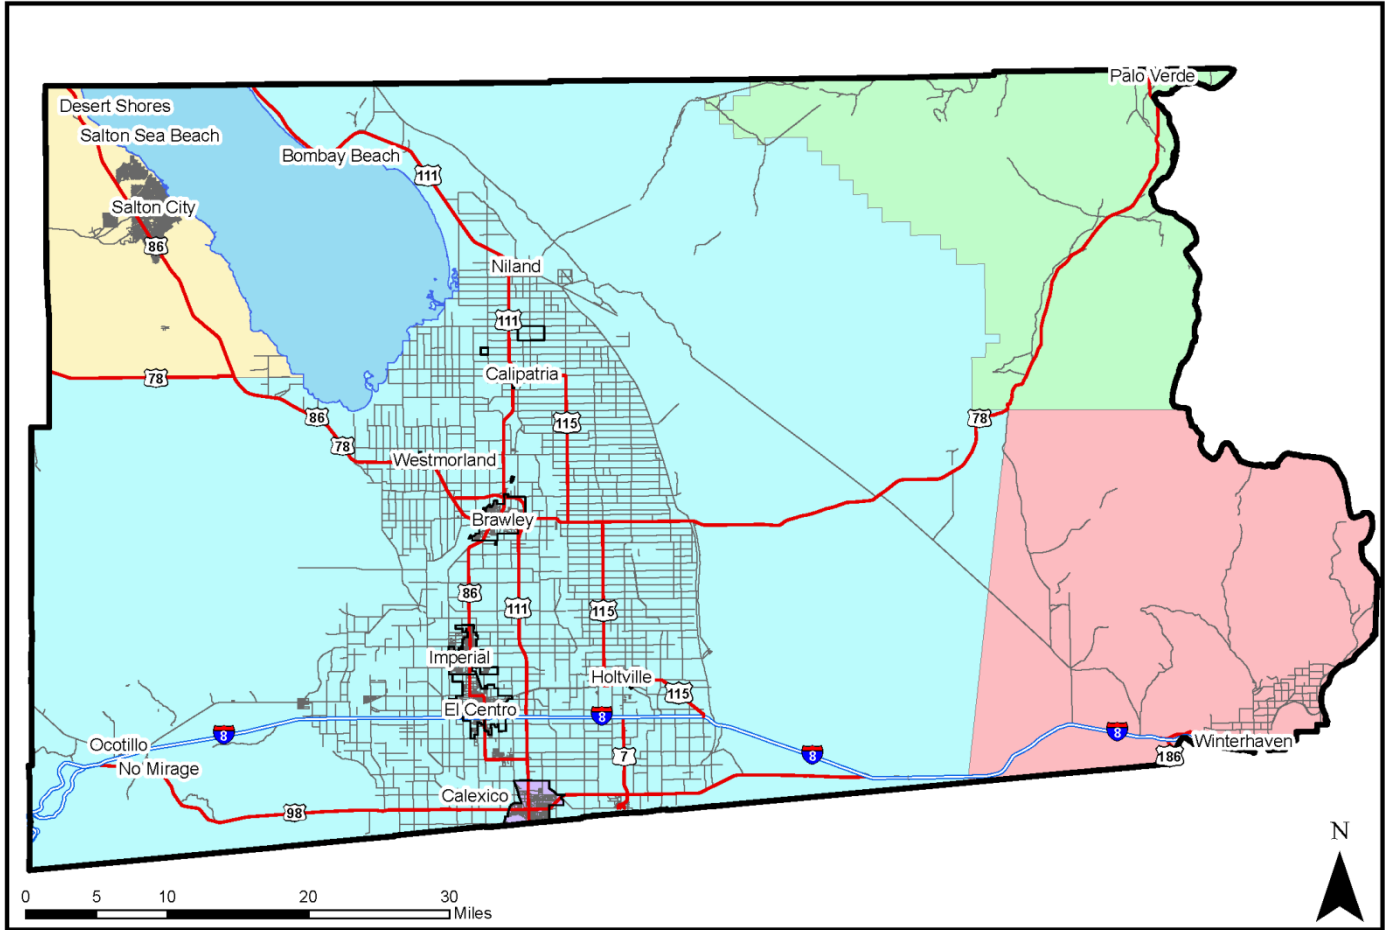 Palo Verde
Desert Shores
Salton Sea Beach
Bombay Beach
111
Salton City
86
Niland
111
Calipatria
78
86
115
78
78
Westmorland
Brawley
86
111
115
Imperial
Holtville
115
El Centro
8
8
8
8
Ocotillo
7
Winterhaven
186
No Mirage
Calexico
98
N
0 5 10 20 30
Miles